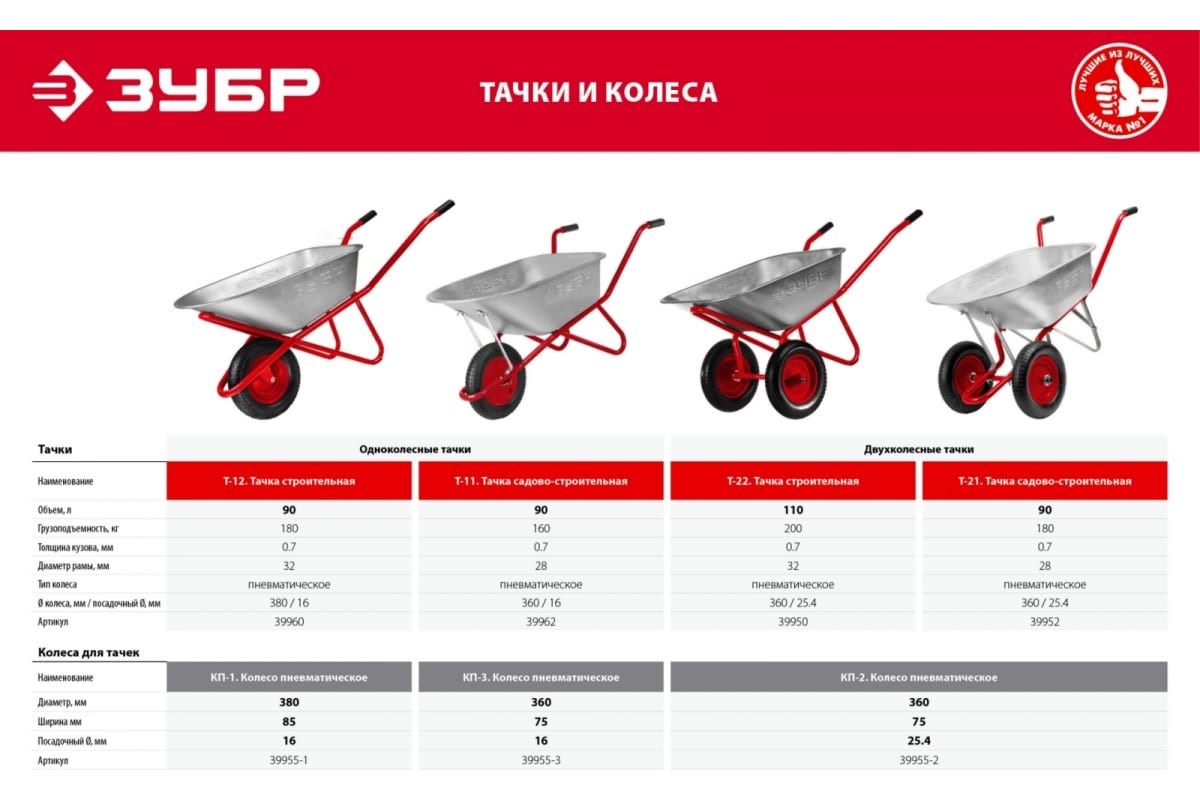 ЗУБР
ТАЧКИ И КОЛЕСА
ЛУЧШИЕ ИЗ ЛУЧШИХ
МАРКА №1
ЗУБР
Тачки Одноколесные тачки Двухколесные тачки
Наименование Т-12. Тачка строительная Т-11. Тачка садово-строительная Т-22. Тачка строительная Т-21. Тачка садово-строительная
Объем, л 90 90 110 90
Грузоподъемность, кг 180 160 200 180
Толщина кузова, мм 0.7 0.7 0.7 0.7
Диаметр рамы, мм 32 28 32 28
Тип колеса пневматическое пневматическое пневматическое пневматическое
Ø колеса, мм / посадочный Ø, мм 380 / 16 360 / 16 360 / 25.4 360 / 25.4
Артикул 39960 39962 39950 39952
Колеса для тачек
Наименование КП-1. Колесо пневматическое КП-3. Колесо пневматическое КП-2. Колесо пневматическое
Диаметр, мм 380 360 360
Ширина мм 85 75 75
Посадочный Ø, мм 16 16 25.4
Артикул 39955-1 39955-3 39955-2